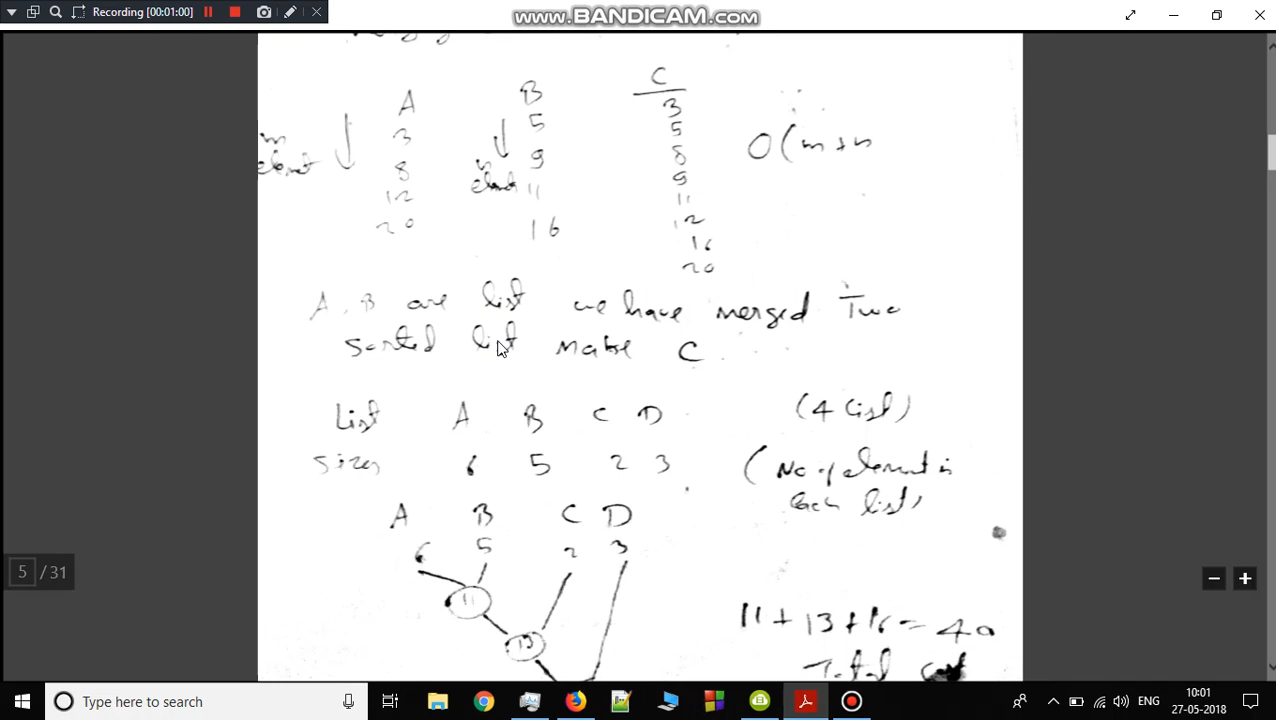 Recording [00:01:00]
WWW.BANDICAM.COM
A B C
3 5 3
8 9 5
12 11 8
20 16 9
11
12
16
20
m
n
O(m+n
A, B are list we have merged Two
sorted list make C
List A B C D (4 List)
Sizes 6 5 2 3 (No of element in
each list)
A B C D
6 5 2 3
11
13
11 + 13 + 16 = 40
Total cost
5 / 31
Type here to search
ENG
10:01
27-05-2018